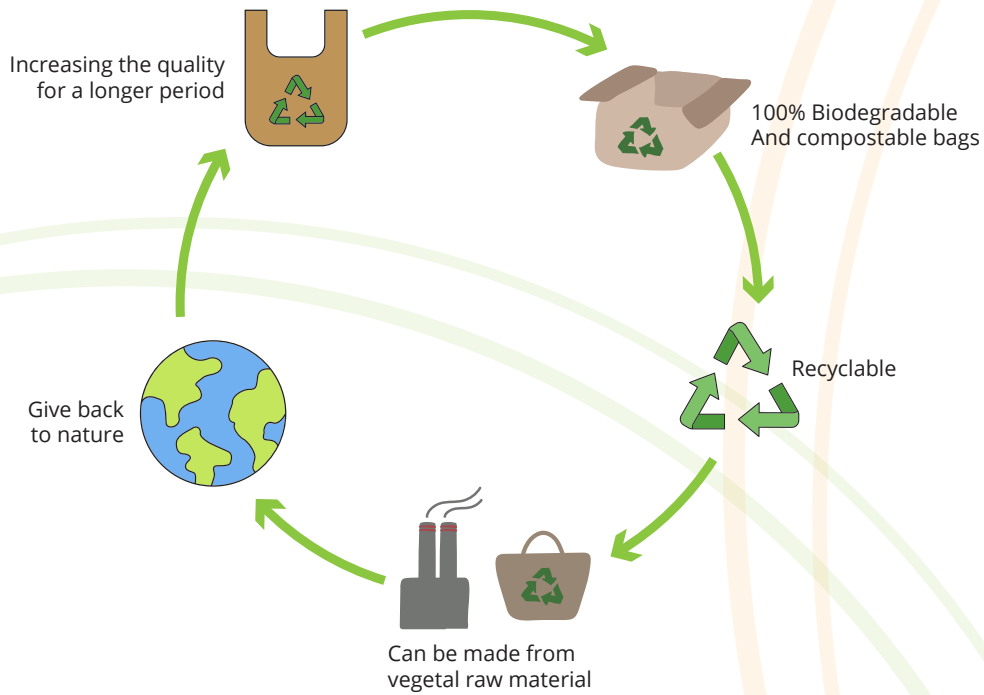 Increasing the quality
for a longer period
100% Biodegradable
And compostable bags
Recyclable
Can be made from
vegetal raw material
Give back
to nature